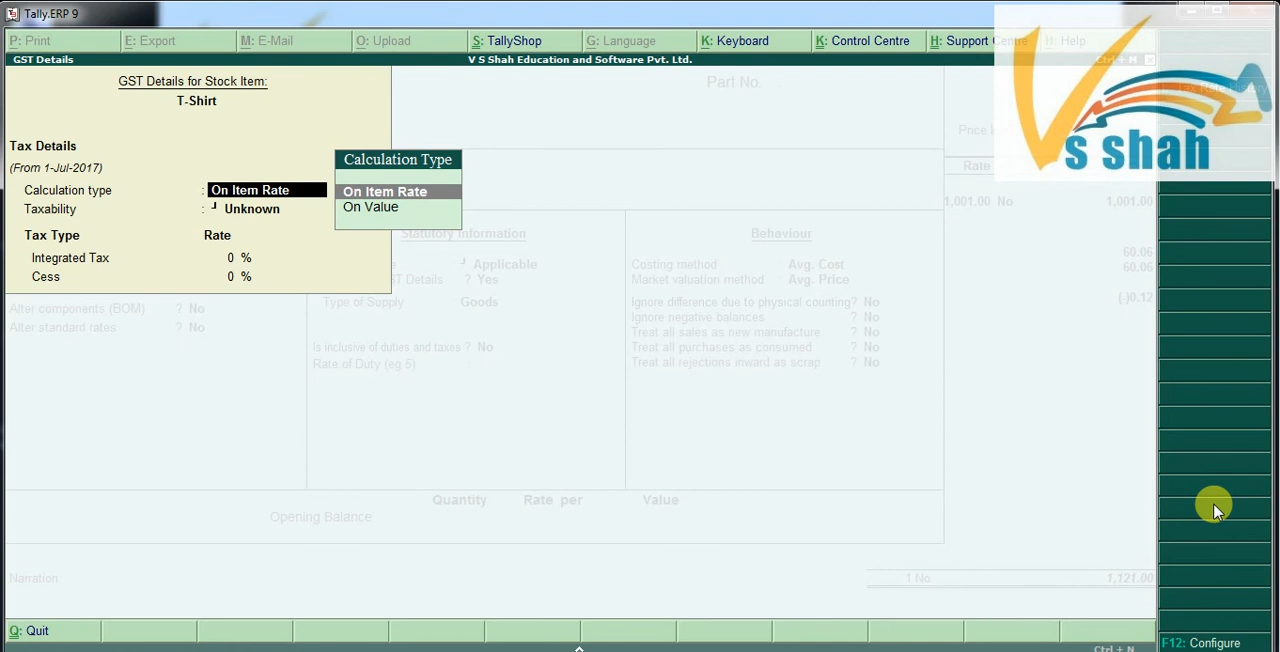 Tally.ERP 9
P: Print E: Export M: E-Mail O: Upload S: TallyShop G: Language K: Keyboard K: Control Centre H: Support Centre H: Help
GST Details V S Shah Education and Software Pvt. Ltd. Ctrl + M
GST Details for Stock Item:
T-Shirt
Part No.
Tax Details
(From 1-Jul-2017)
Calculation type : On Item Rate
Taxability : Unknown
Tax Type Rate
Integrated Tax 0 %
Cess 0 %
Calculation Type
On Item Rate
On Value
Vs shah
Rate
1,001.00 No 1,001.00
60.06
60.06
(-)0.12
Statutory Information
Applicable
ST Details ? Yes
Type of Supply : Goods
Is inclusive of duties and taxes ? No
Rate of Duty (eg 5) :
Behaviour
Costing method : Avg. Cost
Market valuation method : Avg. Price
Ignore difference due to physical counting? No
Ignore negative balances ? No
Treat all sales as new manufacture ? No
Treat all purchases as consumed ? No
Treat all rejections inward as scrap ? No
Alter components (BOM) ? No
Alter standard rates ? No
Quantity Rate per Value
Opening Balance
Narration:
1 No 1,121.00
Q: Quit
Ctrl + N
F12: Configure